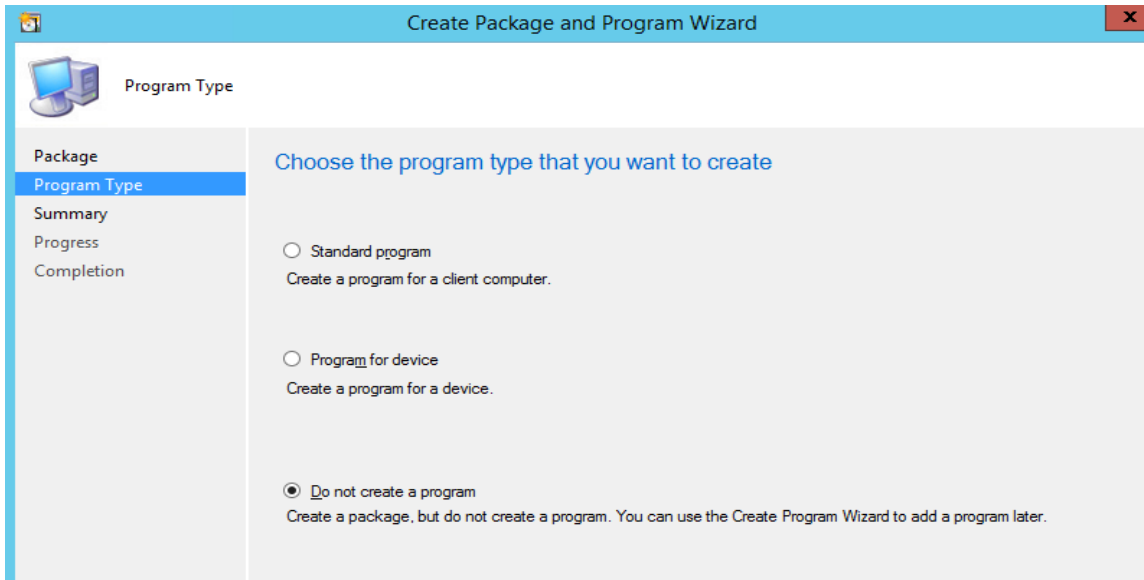 Create Package and Program Wizard
x
Program Type
Package
Program Type
Summary
Progress
Completion
Choose the program type that you want to create
Standard program
Create a program for a client computer.
Program for device
Create a program for a device.
Do not create a program
Create a package, but do not create a program. You can use the Create Program Wizard to add a program later.